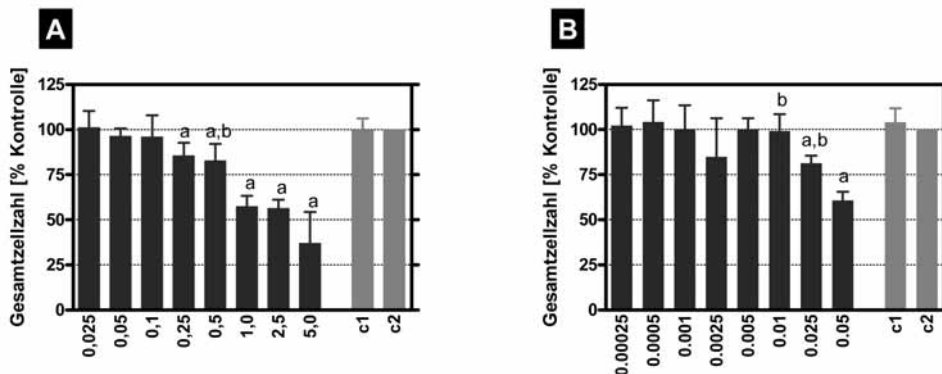 A
Gesamtzellzahl [% Kontrolle]
125
100
75
50
25
0
a
a,b
a
a
a
0,025
0,05
0,1
0,25
0,5
1,0
2,5
5,0
c1
c2
B
Gesamtzellzahl [% Kontrolle]
125
100
75
50
25
0
b
a,b
a
0.00025
0.0005
0.001
0.0025
0.005
0.01
0.025
0.05
c1
c2